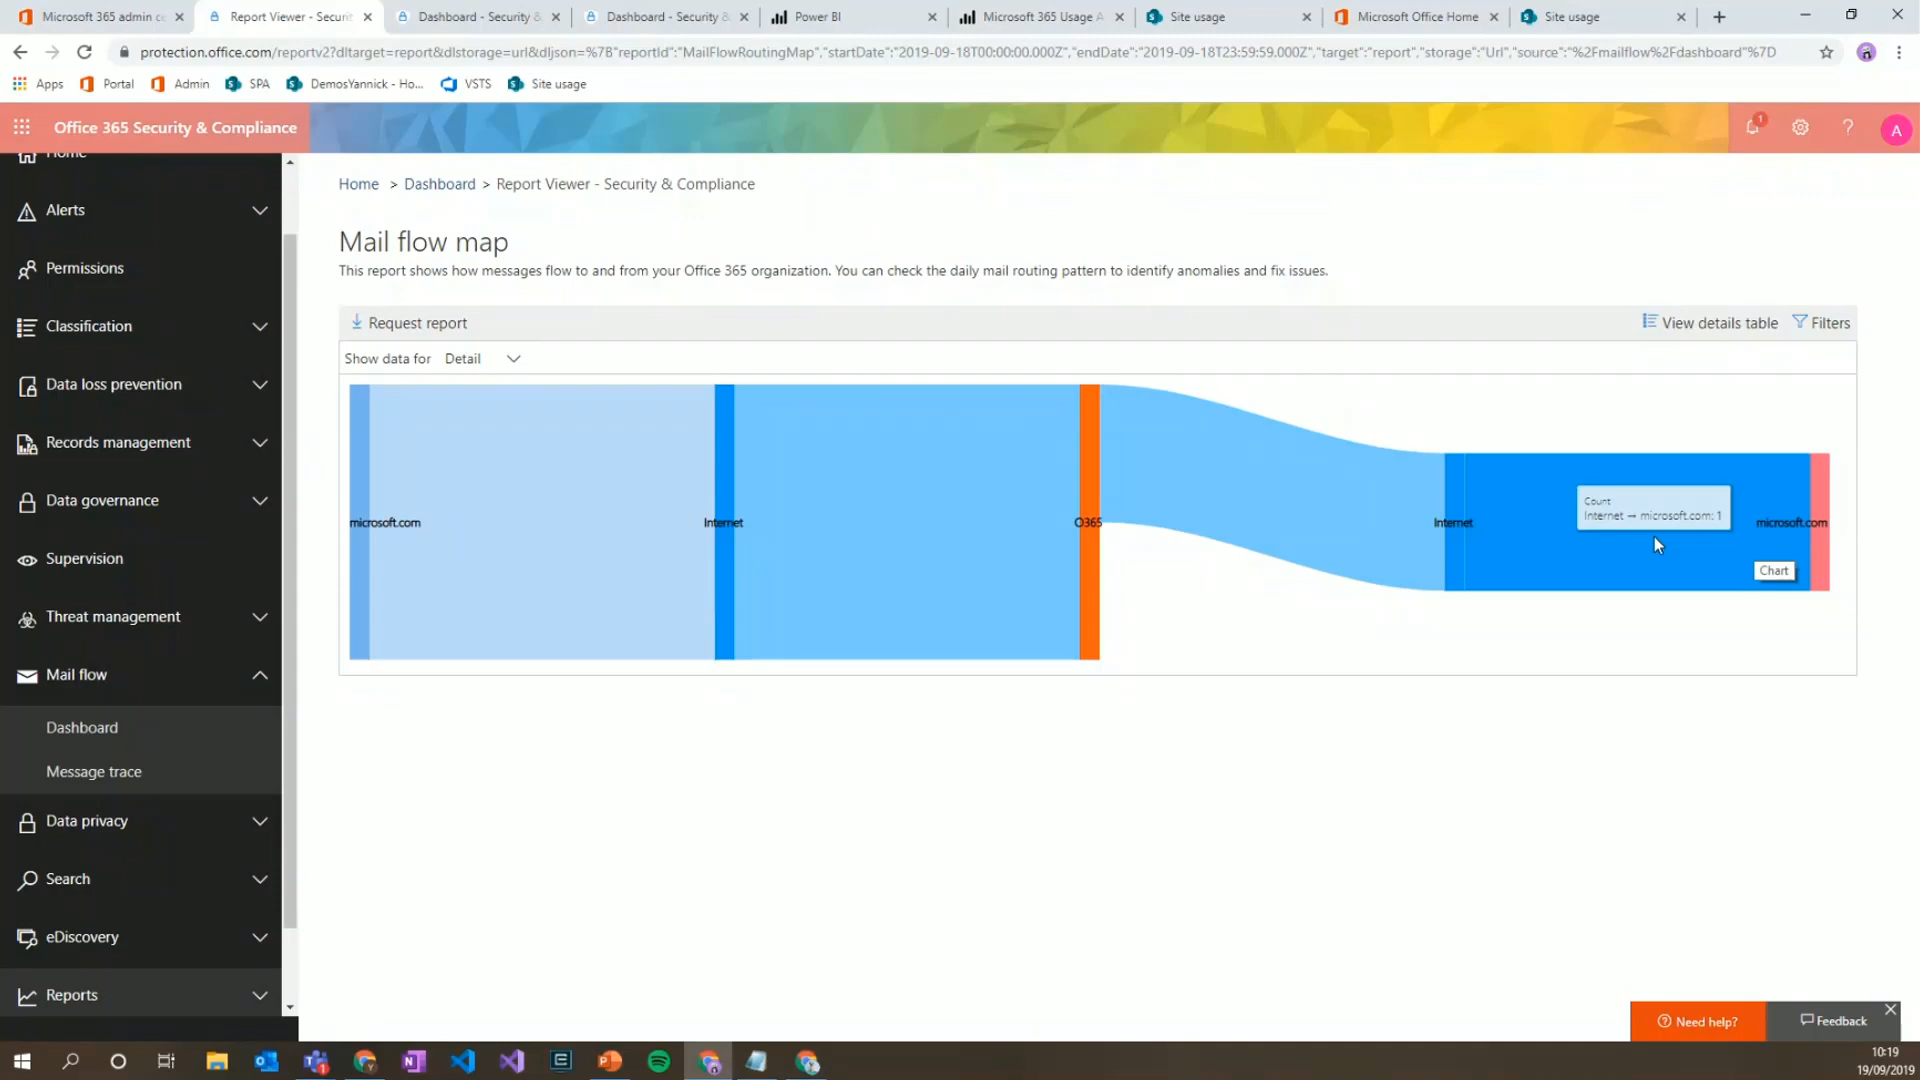 Microsoft 365 admin ce
Report Viewer - Securit
Dashboard - Security &
Dashboard - Security &
Power BI
Microsoft 365 Usage A
Site usage
Microsoft Office Home
Site usage
protection.office.com/reportv2?dltarget=report&dlstorage=url&dljson=%7B"reportId":"MailFlowRoutingMap","startDate":"2019-09-18T00:00:00.000Z","endDate":"2019-09-18T23:59:59.000Z","target":"report","storage":"Url","source":"%2Fmailflow%2Fdashboard"%7D
Apps
Portal
Admin
SPA
DemosYannick - Ho...
VSTS
Site usage
Office 365 Security & Compliance
1
?
A
Home
Alerts
Permissions
Classification
Data loss prevention
Records management
Data governance
Supervision
Threat management
Mail flow
Dashboard
Message trace
Data privacy
Search
eDiscovery
Reports
Home > Dashboard > Report Viewer - Security & Compliance
Mail flow map
This report shows how messages flow to and from your Office 365 organization. You can check the daily mail routing pattern to identify anomalies and fix issues.
Request report
View details table
Filters
Show data for Detail
microsoft.com
Internet
O365
Internet
microsoft.com
Count
Internet → microsoft.com: 1
Chart
Need help?
Feedback
10:19
19/09/2019